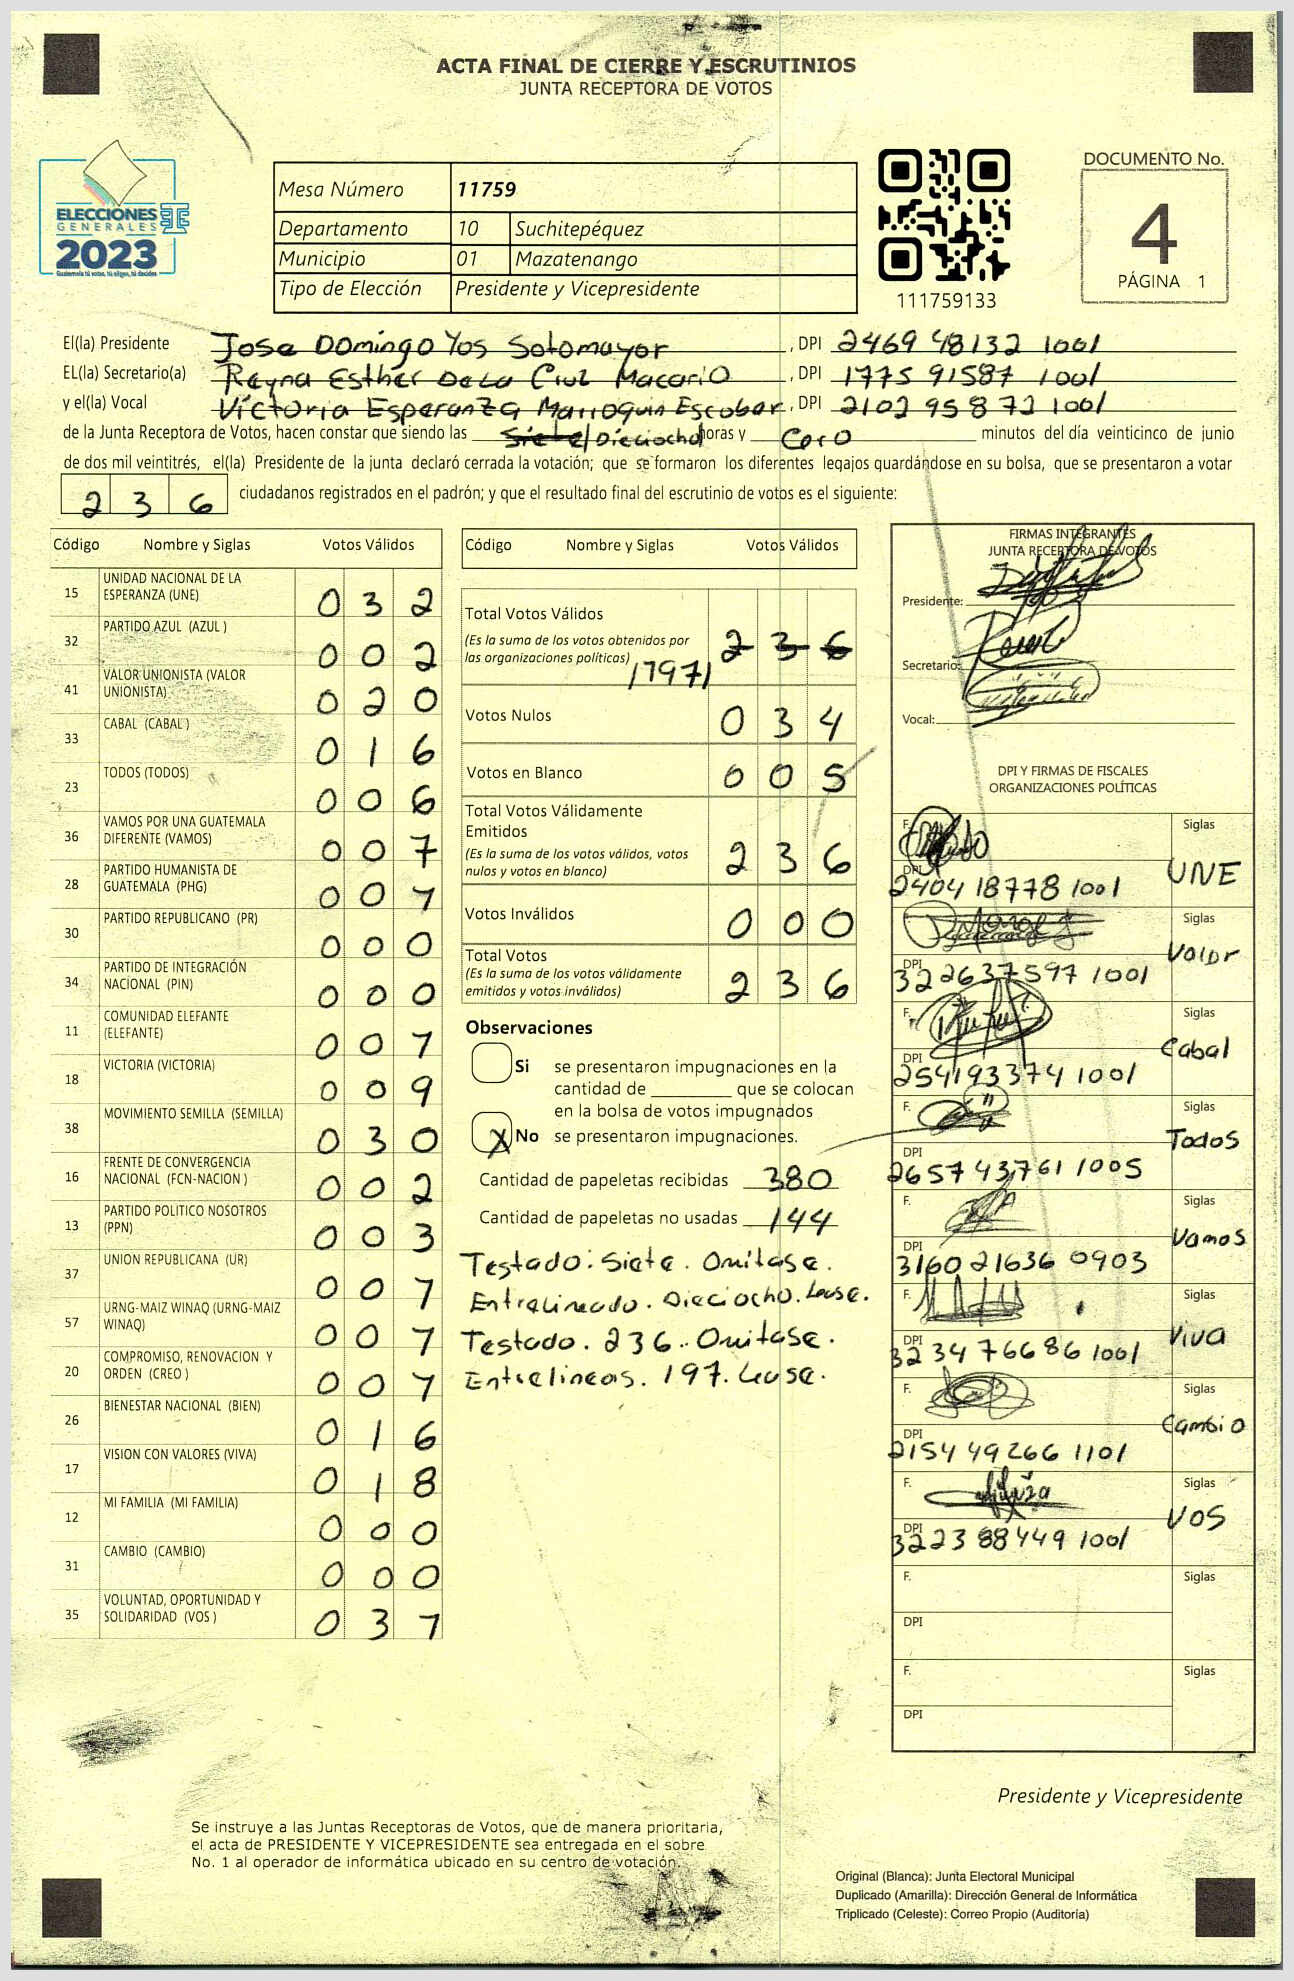 ACTA FINAL DE CIERRE Y ESCRUTINIOS
JUNTA RECEPTORA DE VOTOS
ELECCIONES
GENERALES
2023
Guatemala tú votas, tú eliges, tú decides
Mesa Número 11759
Departamento 10 Suchitepéquez
Municipio 01 Mazatenango
Tipo de Elección Presidente y Vicepresidente
111759133
DOCUMENTO No.
4
PÁGINA 1
El(la) Presidente Jose Domingo Yos Sotomayor, DPI 2469 48132 1001
EL(la) Secretario(a) Reyna Esther De La Cruz Macario, DPI 1775 91587 1001
y el(la) Vocal Victoria Esperanza Marroquin Escobar, DPI 2102 95872 1001
de la Junta Receptora de Votos, hacen constar que siendo las Siete/Dieciocho horas y Cero minutos del día veinticinco de junio
de dos mil veintitrés, el(la) Presidente de la junta declaró cerrada la votación; que se formaron los diferentes legajos guardándose en su bolsa, que se presentaron a votar
2 3 6 ciudadanos registrados en el padrón; y que el resultado final del escrutinio de votos es el siguiente:
Código Nombre y Siglas Votos Válidos
15 UNIDAD NACIONAL DE LA ESPERANZA (UNE) 0 3 2
32 PARTIDO AZUL (AZUL ) 0 0 2
41 VALOR UNIONISTA (VALOR UNIONISTA) 0 2 0
33 CABAL (CABAL ) 0 1 6
23 TODOS (TODOS) 0 0 6
36 VAMOS POR UNA GUATEMALA DIFERENTE (VAMOS) 0 0 7
28 PARTIDO HUMANISTA DE GUATEMALA (PHG) 0 0 7
30 PARTIDO REPUBLICANO (PR) 0 0 0
34 PARTIDO DE INTEGRACIÓN NACIONAL (PIN) 0 0 0
11 COMUNIDAD ELEFANTE (ELEFANTE) 0 0 7
18 VICTORIA (VICTORIA) 0 0 9
38 MOVIMIENTO SEMILLA (SEMILLA) 0 3 0
16 FRENTE DE CONVERGENCIA NACIONAL (FCN-NACION ) 0 0 2
13 PARTIDO POLITICO NOSOTROS (PPN) 0 0 3
37 UNION REPUBLICANA (UR) 0 0 7
57 URNG-MAIZ WINAQ (URNG-MAIZ WINAQ) 0 0 7
20 COMPROMISO, RENOVACION Y ORDEN (CREO ) 0 0 7
26 BIENESTAR NACIONAL (BIEN) 0 1 6
17 VISION CON VALORES (VIVA) 0 1 8
12 MI FAMILIA (MI FAMILIA) 0 0 0
31 CAMBIO (CAMBIO) 0 0 0
35 VOLUNTAD, OPORTUNIDAD Y SOLIDARIDAD (VOS ) 0 3 7
Código Nombre y Siglas Votos Válidos
Total Votos Válidos 2 3 6
(Es la suma de los votos obtenidos por
las organizaciones políticas) /197/
Votos Nulos 0 3 4
Votos en Blanco 0 0 5
Total Votos Válidamente
Emitidos
(Es la suma de los votos válidos, votos
nulos y votos en blanco) 2 3 6
Votos Inválidos 0 0 0
Total Votos
(Es la suma de los votos válidamente
emitidos y votos inválidos) 2 3 6
Observaciones
Si se presentaron impugnaciones en la
cantidad de ________ que se colocan
en la bolsa de votos impugnados
X No se presentaron impugnaciones.
Cantidad de papeletas recibidas 380
Cantidad de papeletas no usadas 144
Testado: Siete. Omitase.
Entrelineado. Dieciocho. Lease.
Testado. 236. Omitase.
Entrelineas. 197. Lease.
FIRMAS INTEGRANTES
JUNTA RECEPTORA DE VOTOS
Presidente:
Secretario:
Vocal:
DPI Y FIRMAS DE FISCALES
ORGANIZACIONES POLÍTICAS
F. Siglas UNE
DPI 2404 18778 1001
F. Siglas Valor
DPI 3226 37597 1001
F. Siglas Cabal
DPI 2541 93374 1001
F. Siglas Todos
DPI 2657 43761 1005
F. Siglas Vamos
DPI 3160 21636 0903
F. Siglas Viva
DPI 3234 76686 1001
F. Siglas Cambio
DPI 2154 49266 1101
F. Siglas VOS
DPI 3223 88449 1001
F. Siglas
DPI
F. Siglas
DPI
Presidente y Vicepresidente
Se instruye a las Juntas Receptoras de Votos, que de manera prioritaria,
el acta de PRESIDENTE Y VICEPRESIDENTE sea entregada en el sobre
No. 1 al operador de informática ubicado en su centro de votación.
Original (Blanca): Junta Electoral Municipal
Duplicado (Amarilla): Dirección General de Informática
Triplicado (Celeste): Correo Propio (Auditoría)